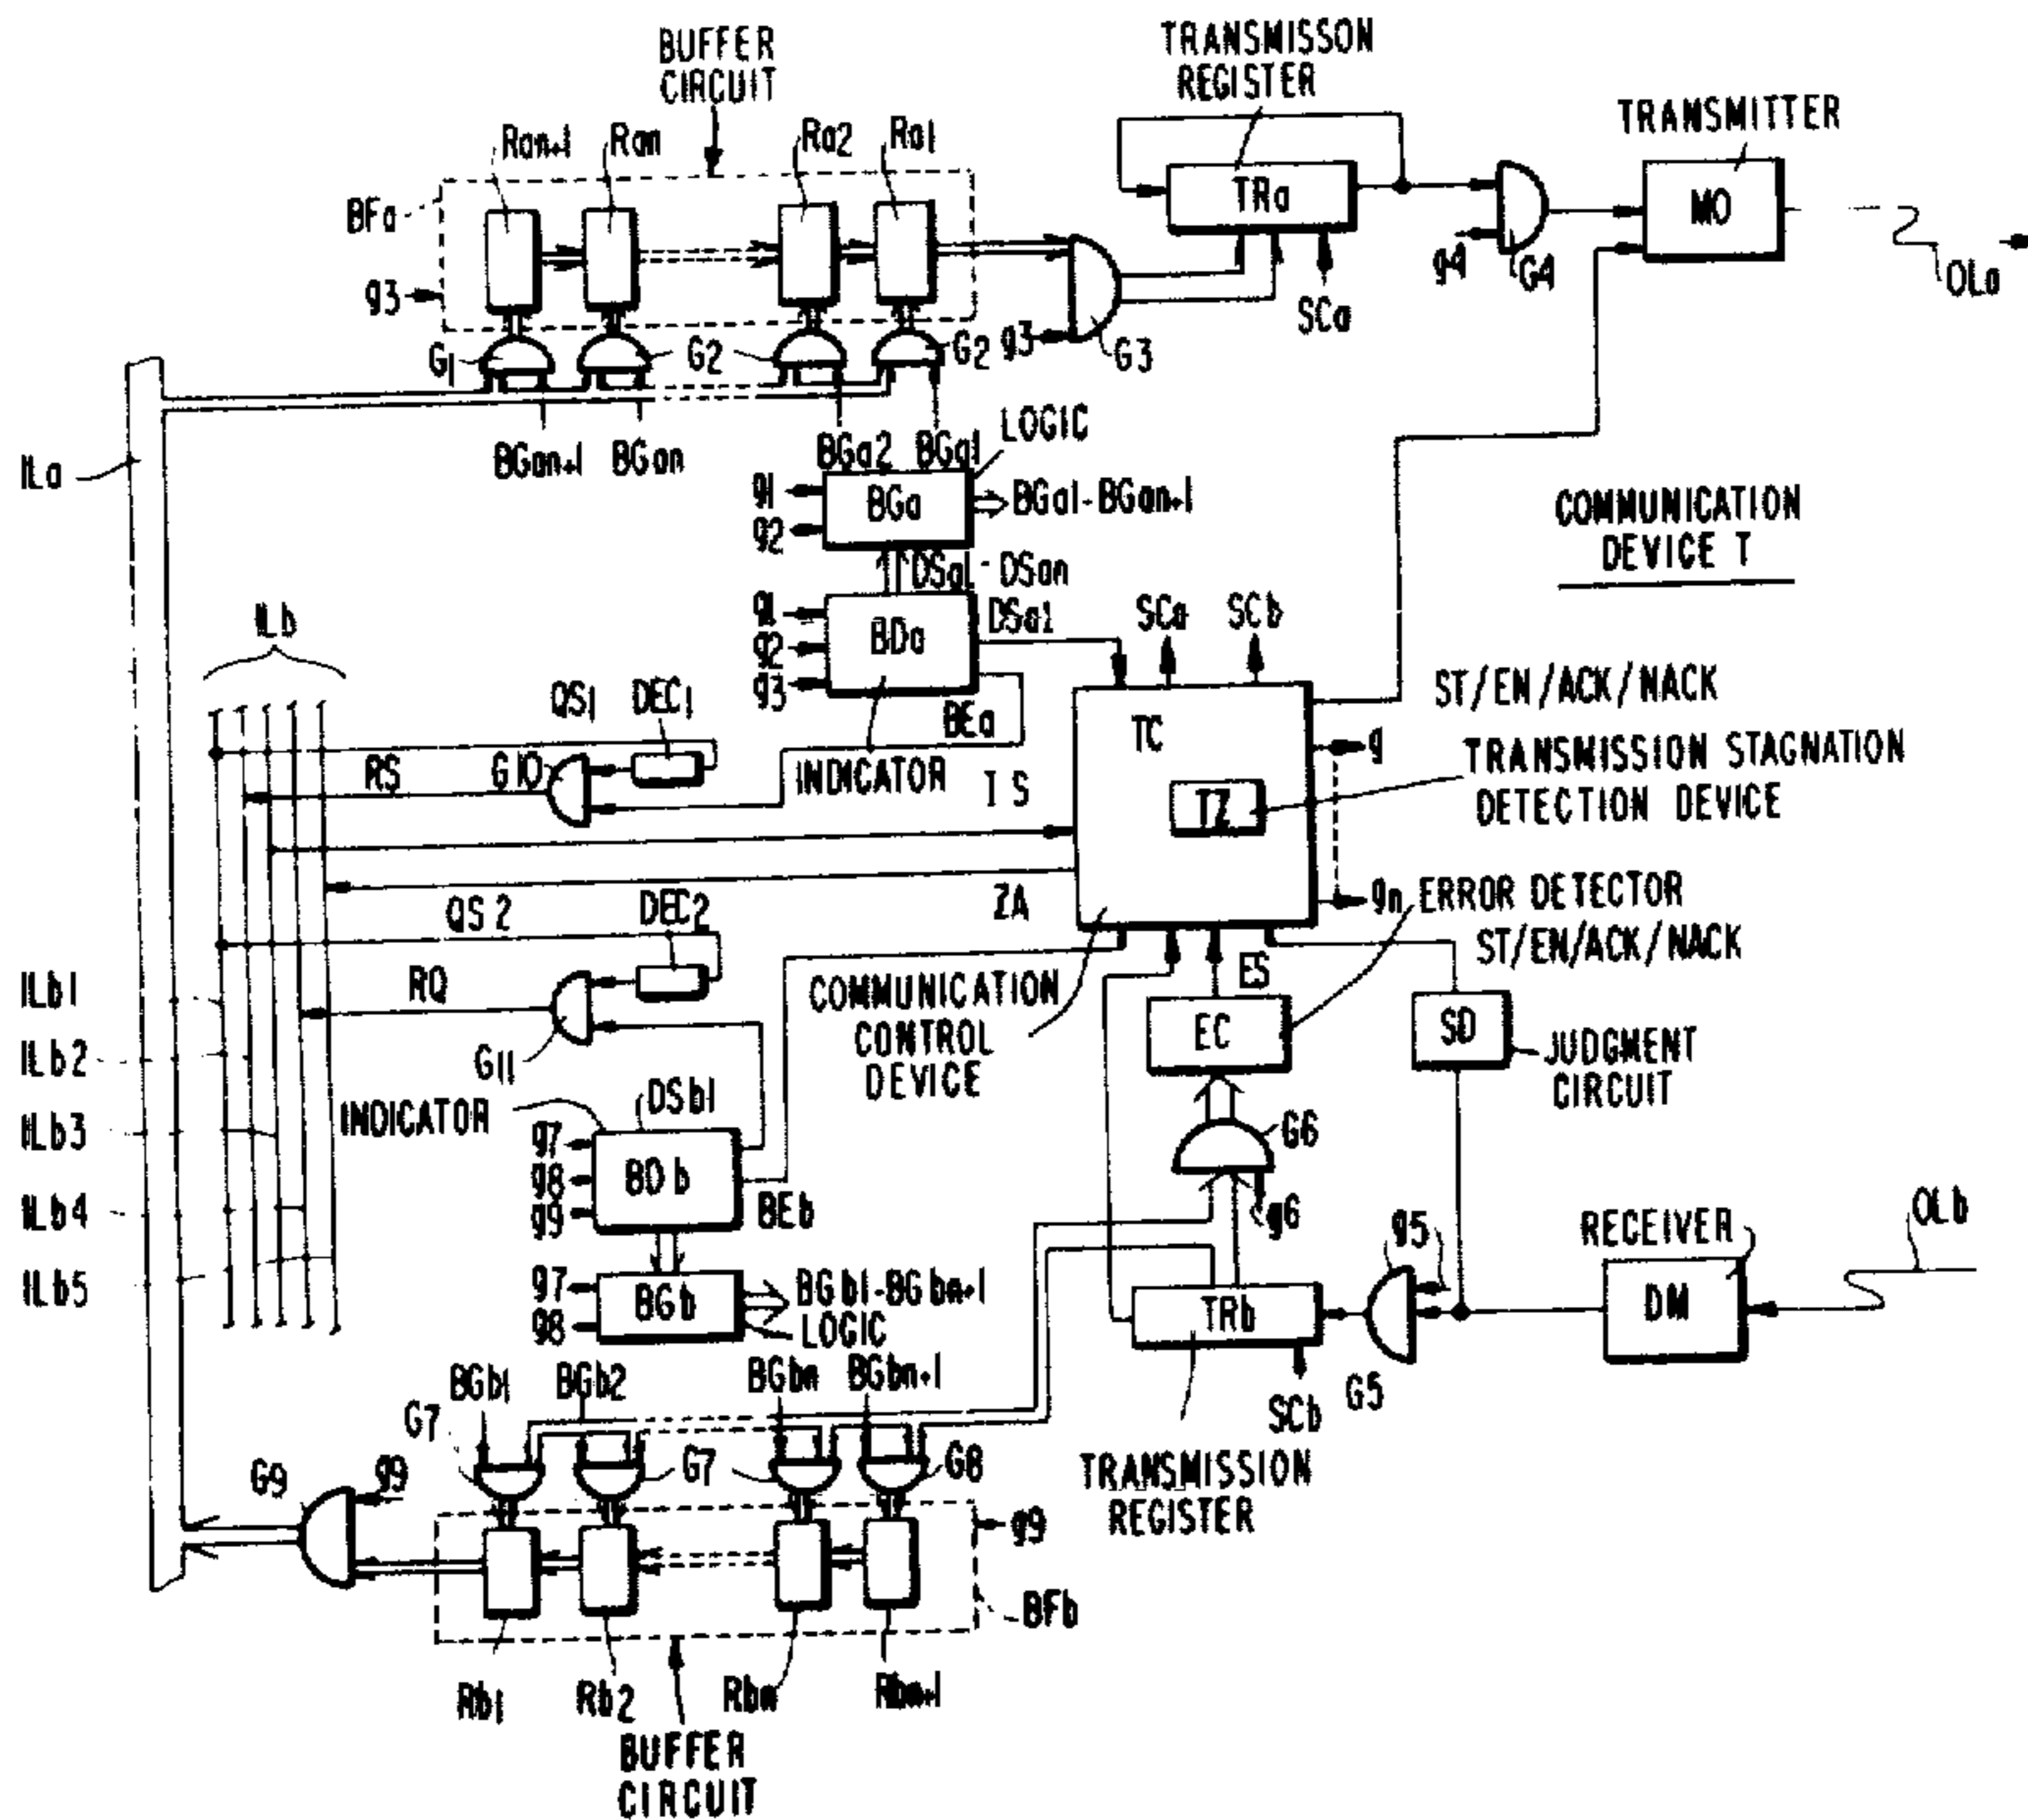 BUFFER
CIRCUIT
TRANSMISSON
REGISTER
TRANSMITTER
Ran+1
Ran
Ra2
Ra1
BFa
TRa
MO
g3
g4
G4
OLa
SCa
G1
G2
G2
g3
G3
BGan+1
BGan
BGa2
BGa1
LOGIC
ILa
g1
g2
BGa
BGa1-BGan+1
COMMUNICATION
DEVICE T
DSa1-DSan
ILb
g1
g2
g3
BDa
DSa1
SCa
SCb
BEa
QS1
DEC1
TC
ST/EN/ACK/NACK
RS
G10
INDICATOR
IS
TZ
TRANSMISSION STAGNATION
DETECTION DEVICE
g
gn
QS2
DEC2
ZA
ERROR DETECTOR
ST/EN/ACK/NACK
ILb1
RQ
COMMUNICATION
CONTROL
DEVICE
ES
EC
SD
JUDGMENT
CIRCUIT
ILb2
G11
INDICATOR
DSb1
ILb3
g7
g8
g9
BDb
BEb
G6
g6
ILb4
g5
RECEIVER
OLb
ILb5
g7
g8
BGb
BGb1-BGbn+1
LOGIC
TRb
DM
G5
SCb
BGb1
BGb2
BGbn
BGbn+1
G7
G7
G8
G9
g9
TRANSMISSION
REGISTER
g9
BFb
Rb1
Rb2
Rbn
Rbn+1
BUFFER
CIRCUIT